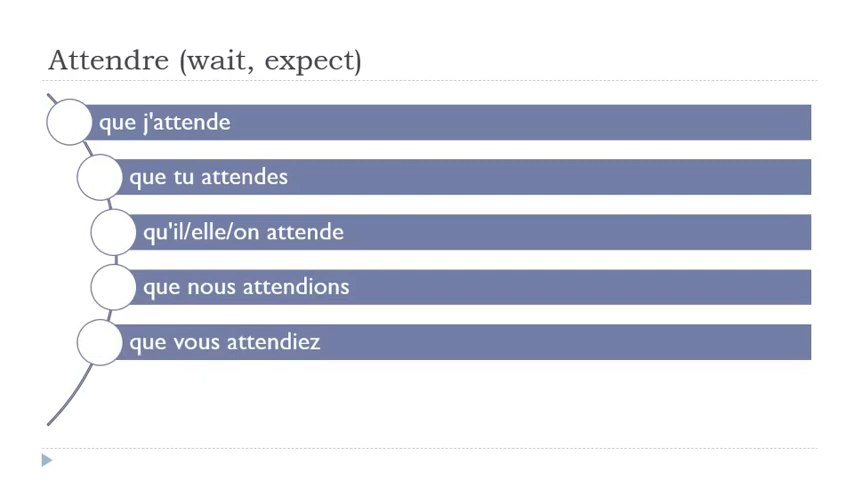 Attendre (wait, expect)
que j'attende
que tu attendes
qu'il/elle/on attende
que nous attendions
que vous attendiez